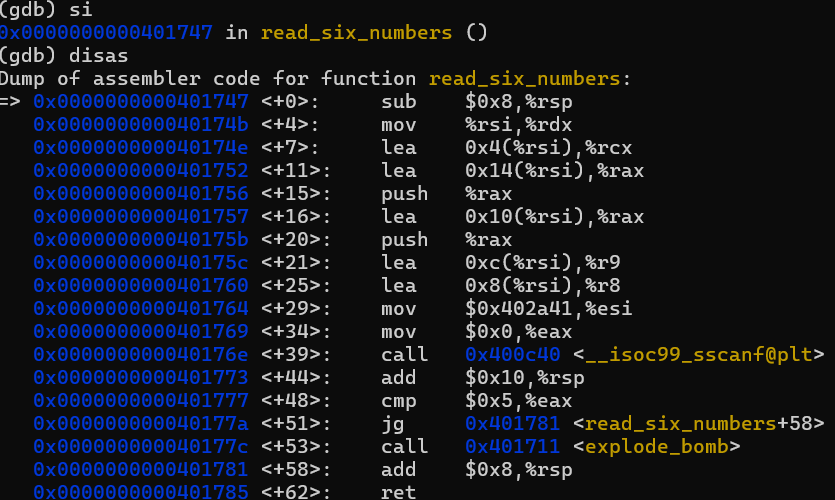 (gdb) si
0x0000000000401747 in read_six_numbers ()
(gdb) disas
Dump of assembler code for function read_six_numbers:
=> 0x0000000000401747 <+0>:     sub    $0x8,%rsp
   0x000000000040174b <+4>:     mov    %rsi,%rdx
   0x000000000040174e <+7>:     lea    0x4(%rsi),%rcx
   0x0000000000401752 <+11>:    lea    0x14(%rsi),%rax
   0x0000000000401756 <+15>:    push   %rax
   0x0000000000401757 <+16>:    lea    0x10(%rsi),%rax
   0x000000000040175b <+20>:    push   %rax
   0x000000000040175c <+21>:    lea    0xc(%rsi),%r9
   0x0000000000401760 <+25>:    lea    0x8(%rsi),%r8
   0x0000000000401764 <+29>:    mov    $0x402a41,%esi
   0x0000000000401769 <+34>:    mov    $0x0,%eax
   0x000000000040176e <+39>:    call   0x400c40 <__isoc99_sscanf@plt>
   0x0000000000401773 <+44>:    add    $0x10,%rsp
   0x0000000000401777 <+48>:    cmp    $0x5,%eax
   0x000000000040177a <+51>:    jg     0x401781 <read_six_numbers+58>
   0x000000000040177c <+53>:    call   0x401711 <explode_bomb>
   0x0000000000401781 <+58>:    add    $0x8,%rsp
   0x0000000000401785 <+62>:    ret